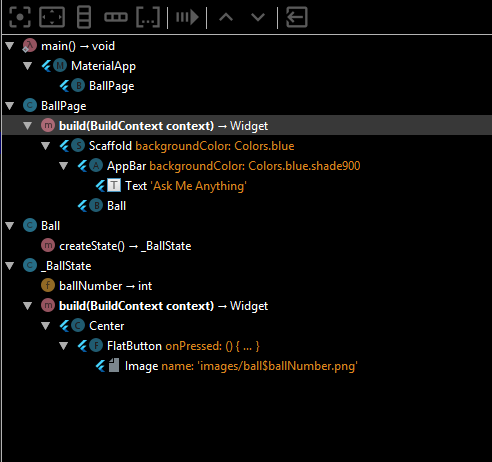 main() → void
MaterialApp
BallPage
BallPage
build(BuildContext context) → Widget
Scaffold backgroundColor: Colors.blue
AppBar backgroundColor: Colors.blue.shade900
Text 'Ask Me Anything'
Ball
Ball
createState() → _BallState
_BallState
ballNumber → int
build(BuildContext context) → Widget
Center
FlatButton onPressed: () { ... }
Image name: 'images/ball$ballNumber.png'